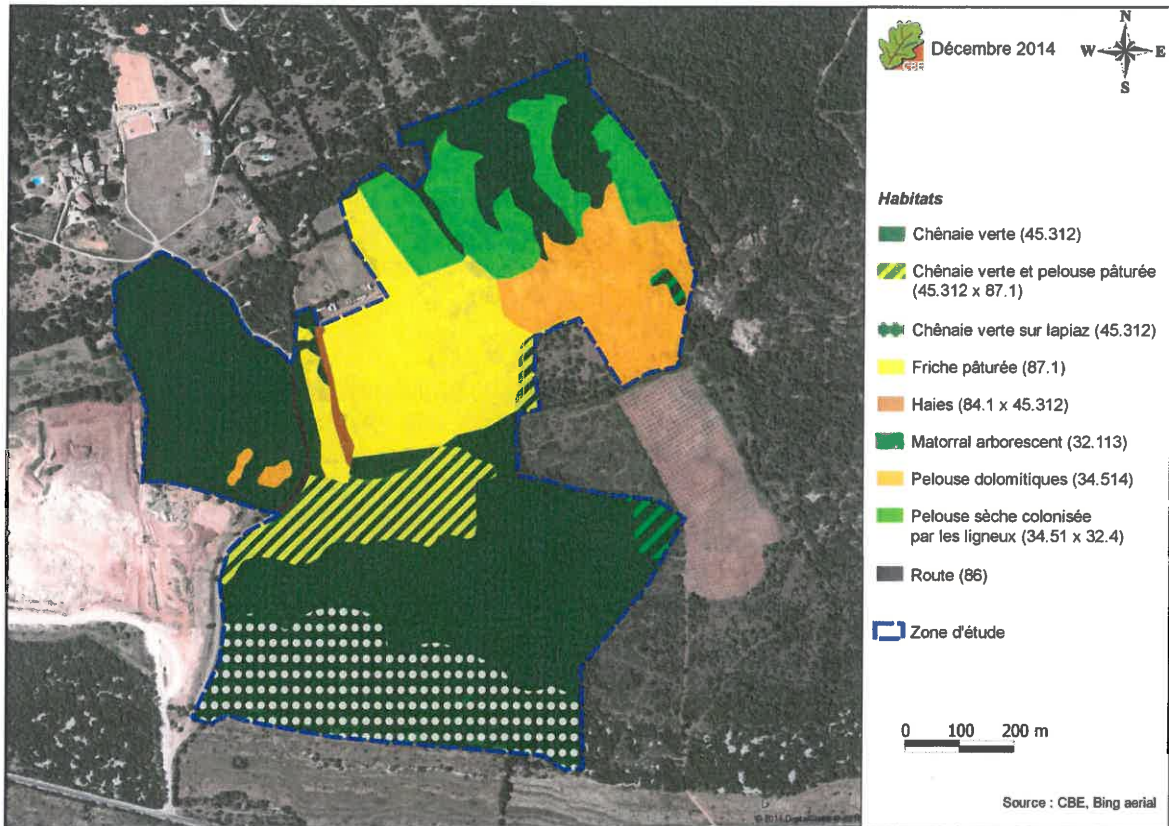 CBE
Décembre 2014
N
W E
S
Habitats
Chênaie verte (45.312)
Chênaie verte et pelouse pâturée
(45.312 x 87.1)
Chênaie verte sur lapiaz (45.312)
Friche pâturée (87.1)
Haies (84.1 x 45.312)
Matorral arborescent (32.113)
Pelouse dolomitiques (34.514)
Pelouse sèche colonisée
par les ligneux (34.51 x 32.4)
Route (86)
Zone d'étude
0 100 200 m
Source : CBE, Bing aerial